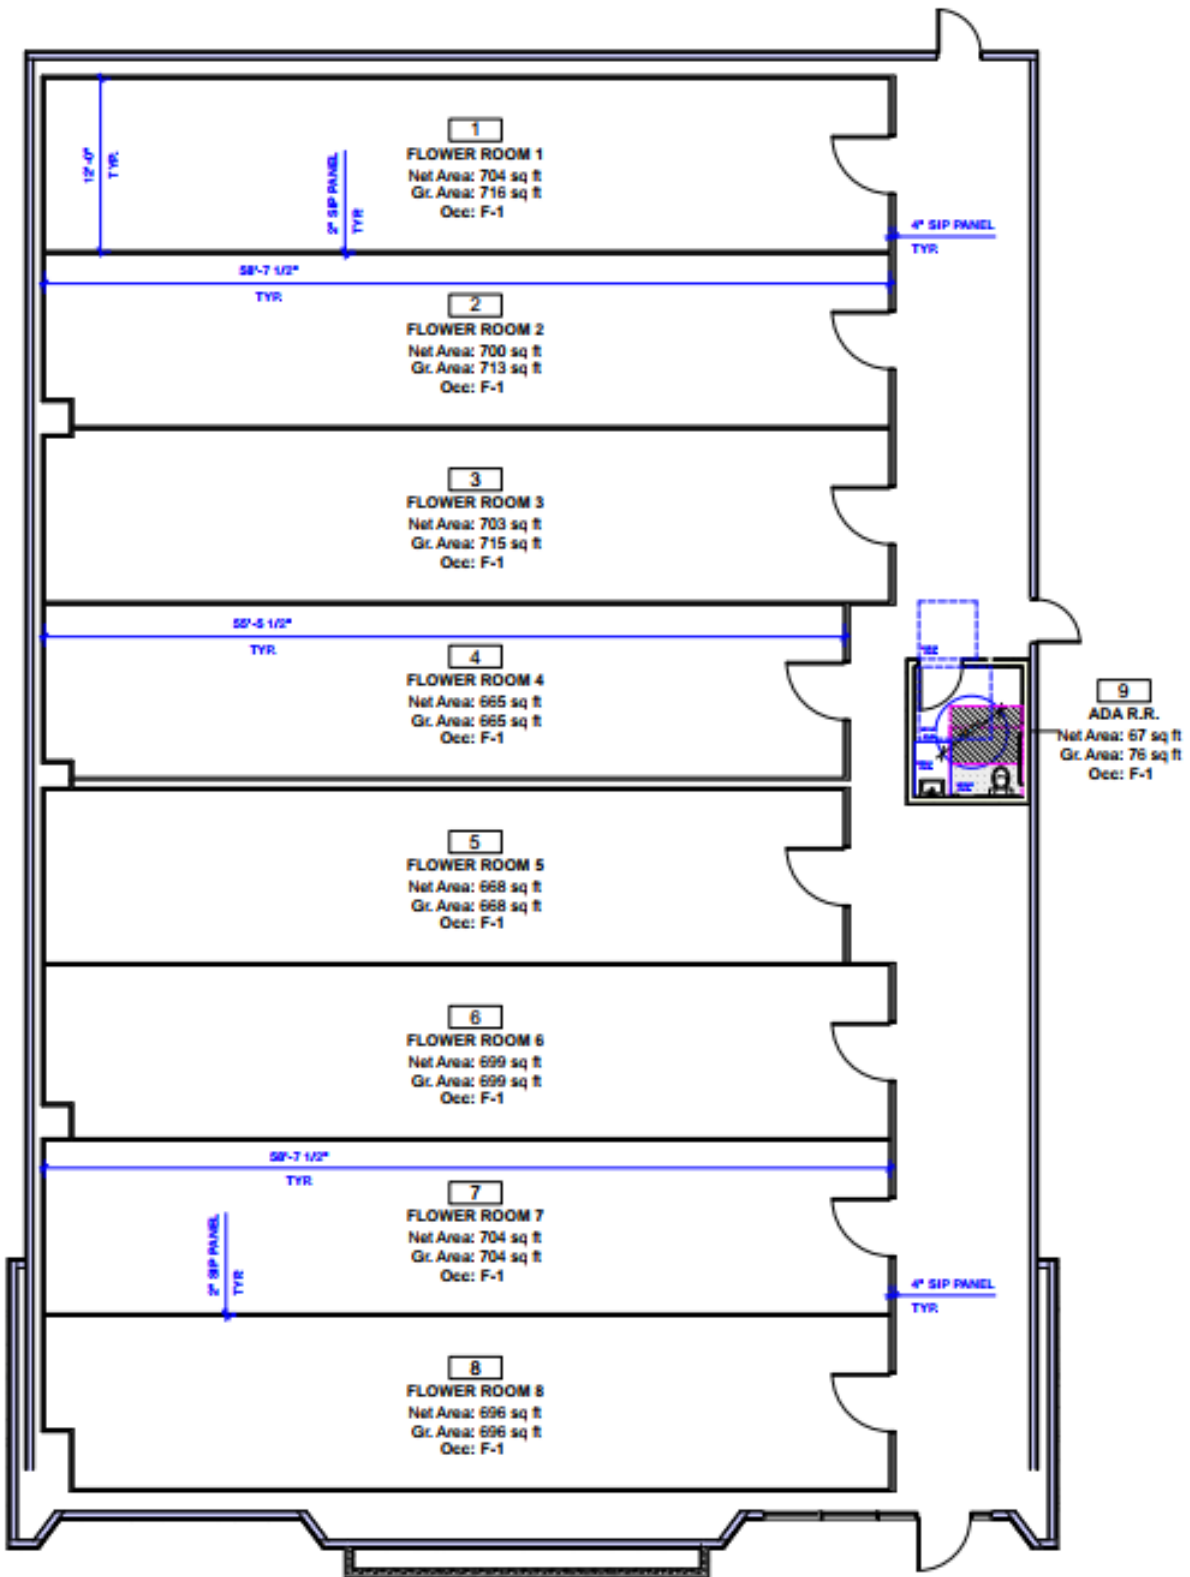 1
FLOWER ROOM 1
Net Area: 704 sq ft
Gr. Area: 716 sq ft
Occ: F-1
12'-0"
TYP.
2" SIP PANEL
TYP.
4" SIP PANEL
TYP.
58'-7 1/2"
TYP.
2
FLOWER ROOM 2
Net Area: 700 sq ft
Gr. Area: 713 sq ft
Occ: F-1
3
FLOWER ROOM 3
Net Area: 703 sq ft
Gr. Area: 715 sq ft
Occ: F-1
55'-5 1/2"
TYP.
4
FLOWER ROOM 4
Net Area: 665 sq ft
Gr. Area: 665 sq ft
Occ: F-1
9
ADA R.R.
Net Area: 67 sq ft
Gr. Area: 76 sq ft
Occ: F-1
5
FLOWER ROOM 5
Net Area: 668 sq ft
Gr. Area: 668 sq ft
Occ: F-1
6
FLOWER ROOM 6
Net Area: 699 sq ft
Gr. Area: 699 sq ft
Occ: F-1
58'-7 1/2"
TYP.
7
FLOWER ROOM 7
Net Area: 704 sq ft
Gr. Area: 704 sq ft
Occ: F-1
2" SIP PANEL
TYP.
4" SIP PANEL
TYP.
8
FLOWER ROOM 8
Net Area: 696 sq ft
Gr. Area: 696 sq ft
Occ: F-1